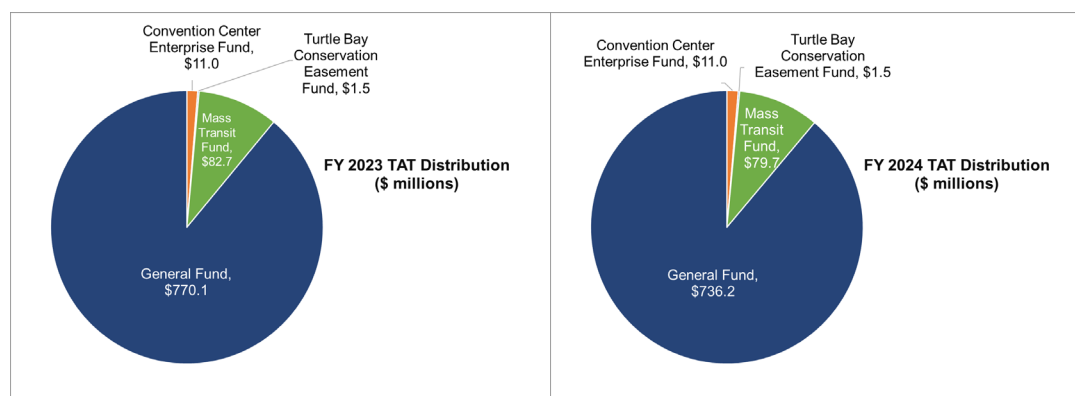 Convention Center
Enterprise Fund,
$11.0
Turtle Bay
Conservation
Easement
Fund, $1.5
Mass
Transit
Fund,
$82.7
FY 2023 TAT Distribution
($ millions)
General Fund,
$770.1
Convention Center
Enterprise Fund, $11.0
Turtle Bay
Conservation
Easement Fund, $1.5
Mass
Transit
Fund,
$79.7
FY 2024 TAT Distribution
($ millions)
General Fund,
$736.2